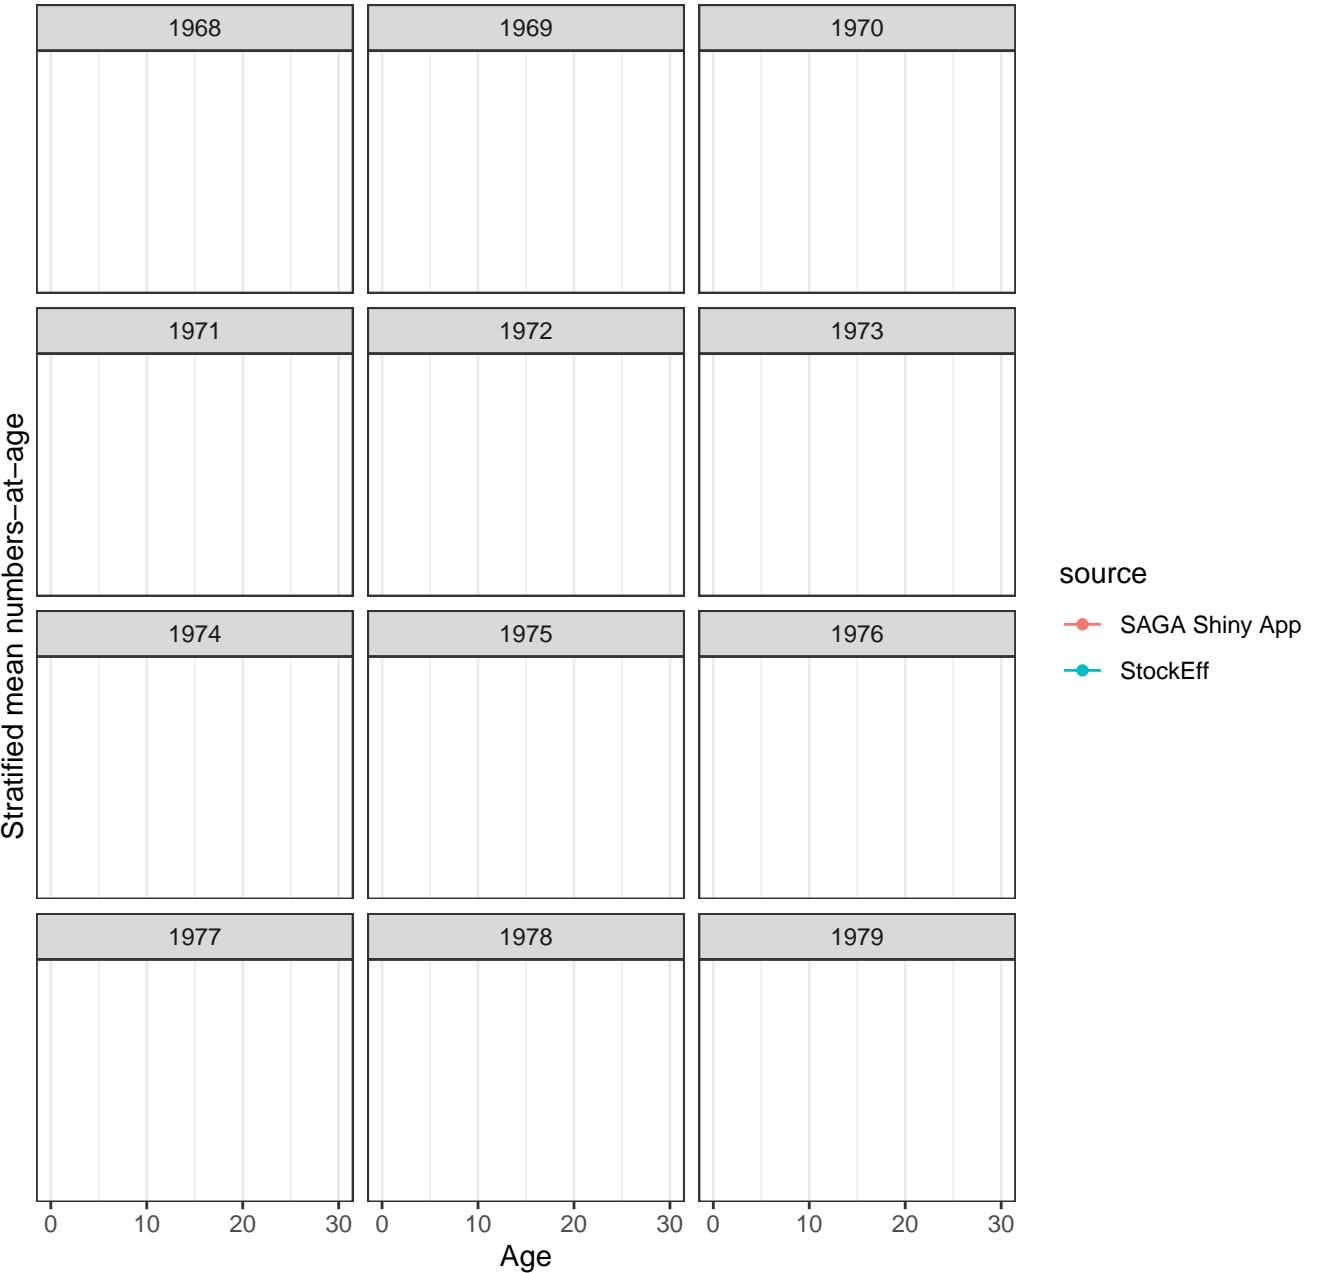 1968 1969 1970
1971 1972 1973
Stratified mean numbers−at−age
1974 1975 1976
1977 1978 1979
0 10 20 30 0 10 20 30 0 10 20 30
Age
source
SAGA Shiny App
StockEff